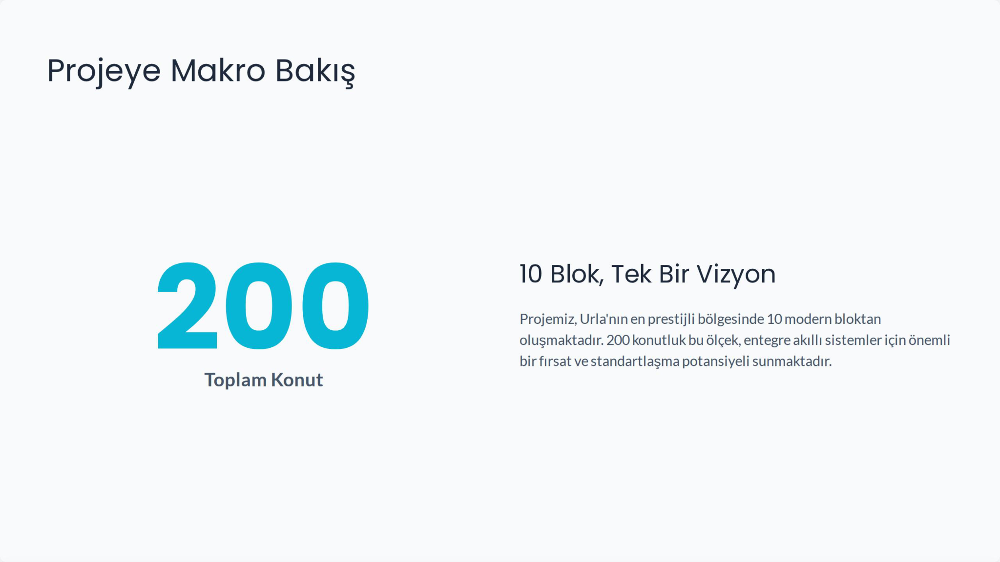 Projeye Makro Bakış
200
Toplam Konut
10 Blok, Tek Bir Vizyon
Projemiz, Urla'nın en prestijli bölgesinde 10 modern bloktan
oluşmaktadır. 200 konutluk bu ölçek, entegre akıllı sistemler için önemli
bir fırsat ve standartlaşma potansiyeli sunmaktadır.